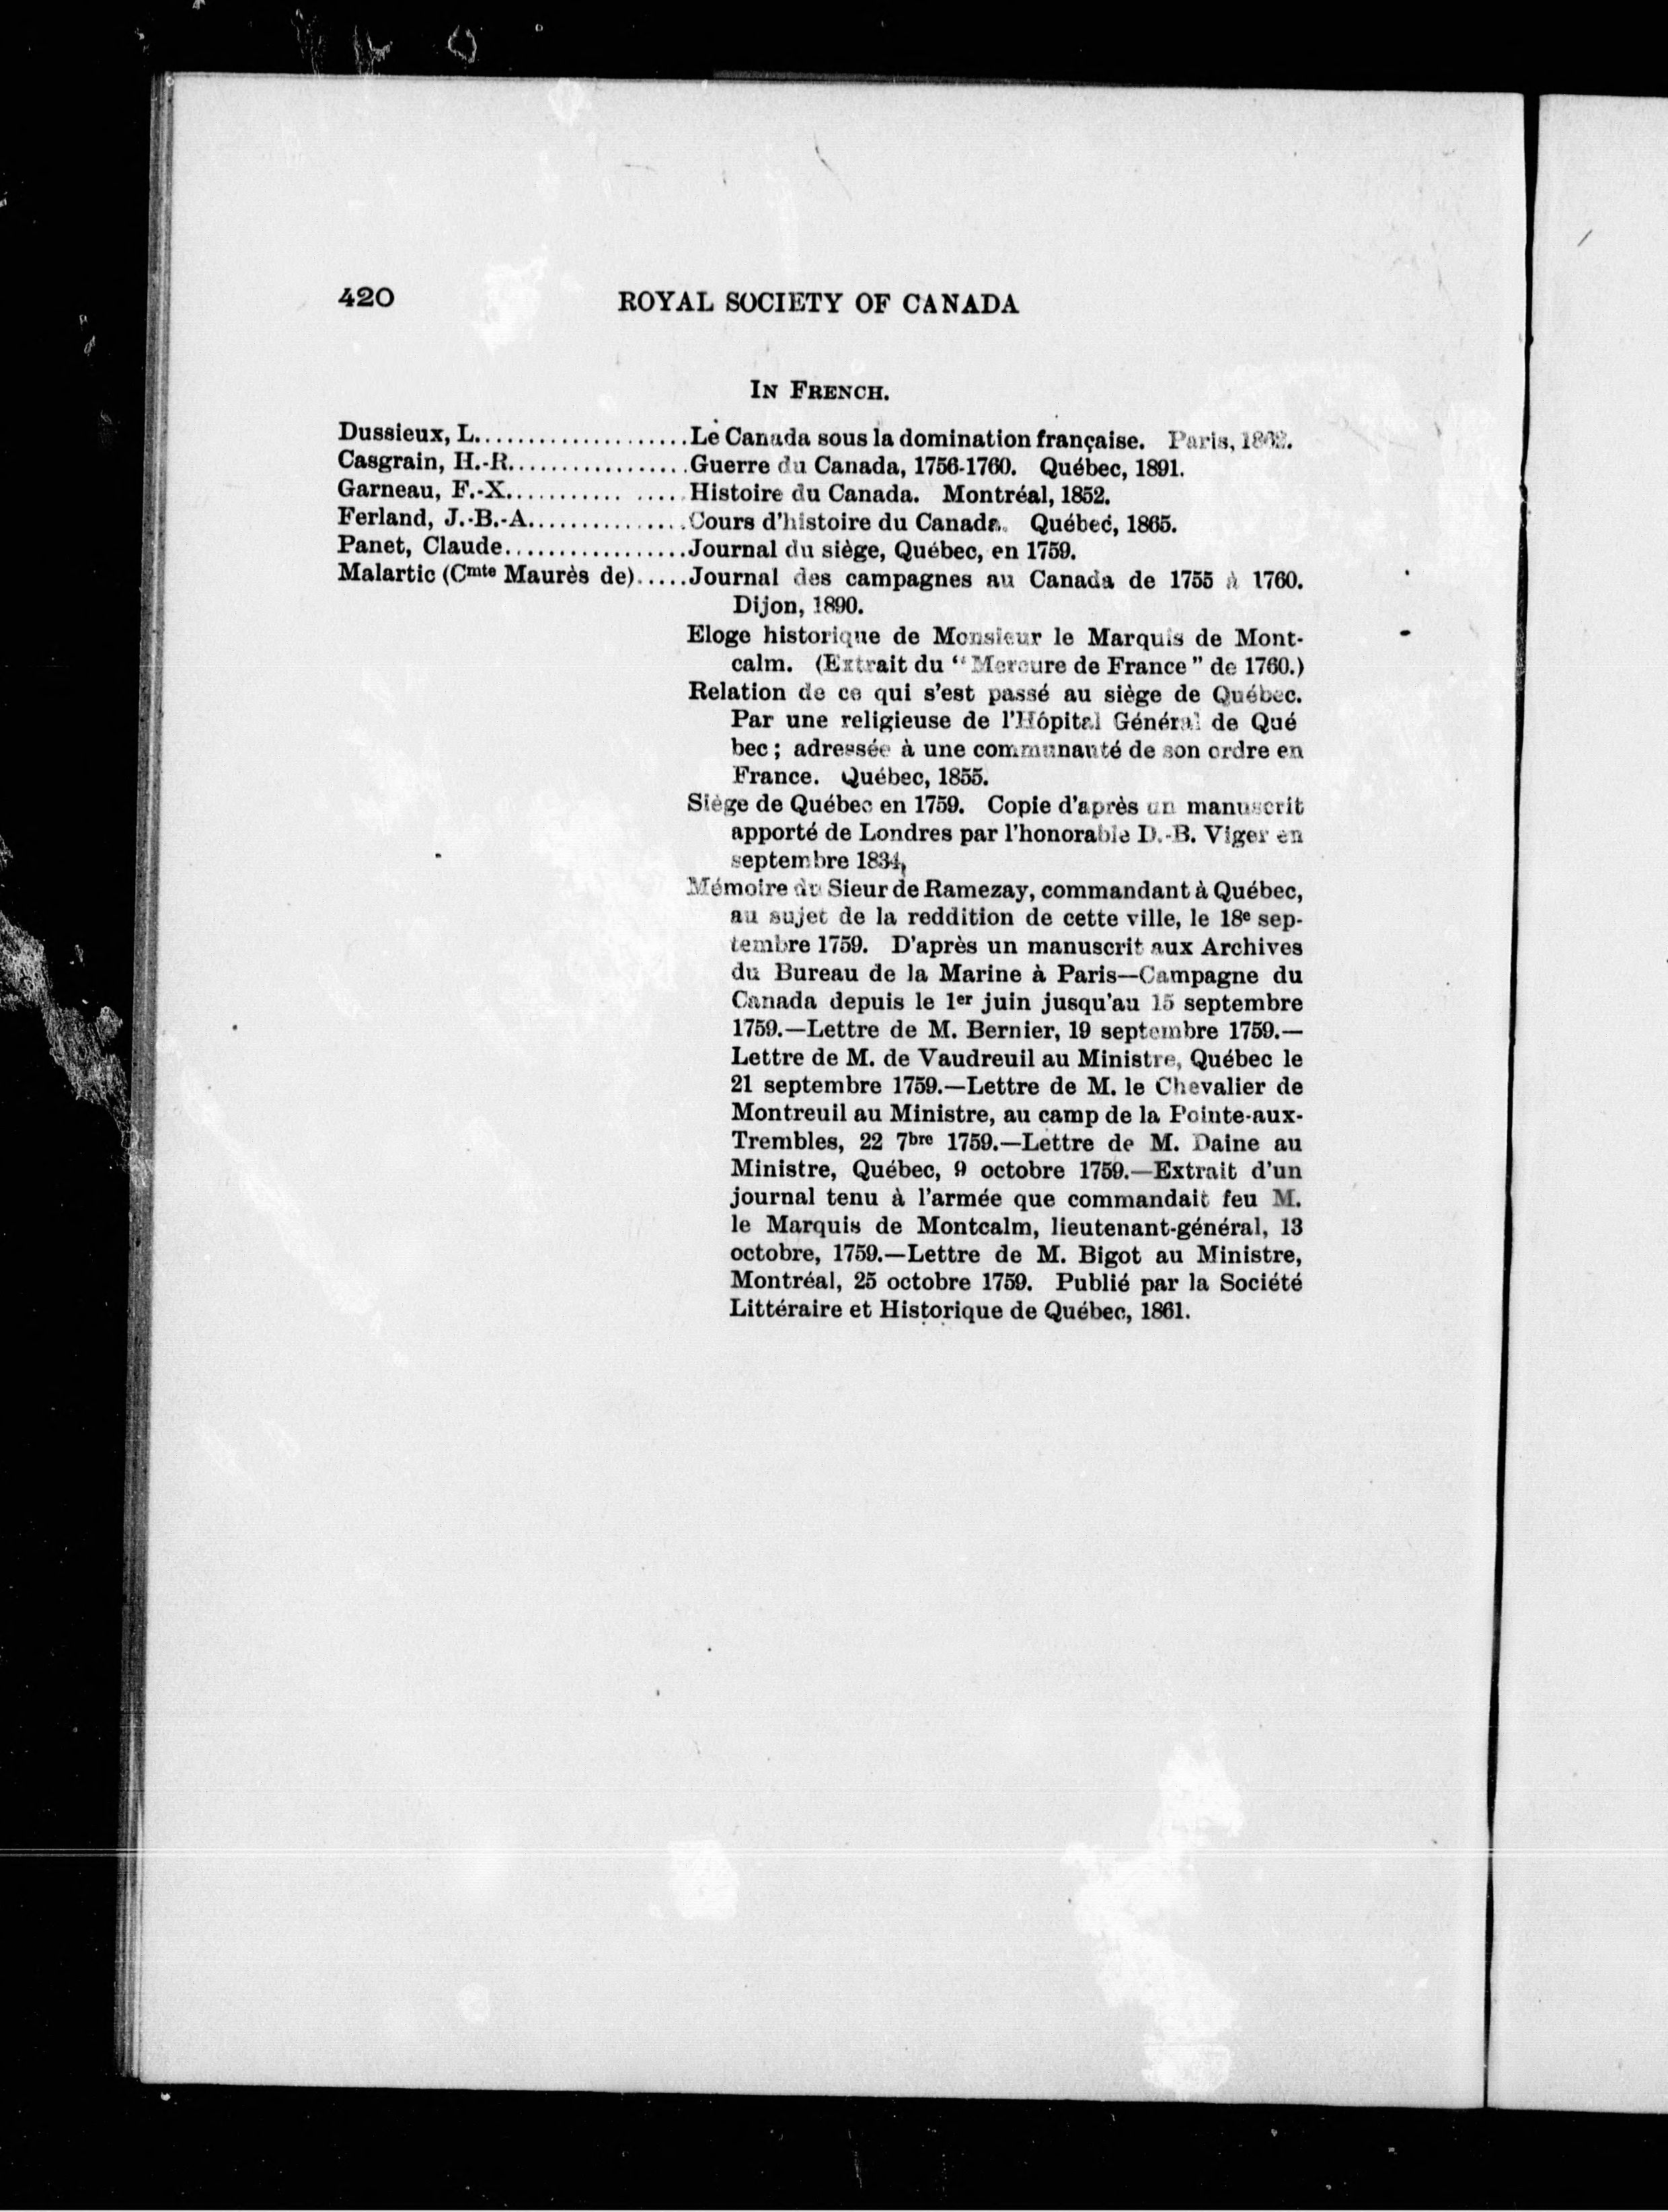 420
ROYAL SOCIETY OF CANADA
IN FRENCH.
Dussieux, L....................Le Canada sous la domination française. Paris,
Casgrain, H.-R.................Guerre du Canada, 1756-1760. Québec, 1891.
Garneau, F.-X........... .....Histoire du Canada. Montréal, 1852.
Ferland, J.-B.-A...............Cours d'histoire du Canada. Québec, 1865.
Panet, Claude.................Journal du siège, Québec, en 1759.
Malartic (Cmte Maurès de).....Journal des campagnes au Canada de 1755 à 1760.
Dijon, 1890.
Eloge historique de Monsieur le Marquis de Mont-
calm. (Extrait du "Mercure de France" de 1760.)
Relation de ce qui s'est passé au siège de Québec.
Par une religieuse de l'Hôpital Général de Qué
bec; adressée à une communauté de son ordre en
France. Québec, 1855.
Siège de Québec en 1759. Copie d'après un manuscrit
apporté de Londres par l'honorable D.-B. Viger en
septembre 1834,
Mémoire du Sieur de Ramezay, commandant à Québec,
au sujet de la reddition de cette ville, le 18e sep-
tembre 1759. D'après un manuscrit aux Archives
du Bureau de la Marine à Paris—Campagne du
Canada depuis le 1er juin jusqu'au 15 septembre
1759.—Lettre de M. Bernier, 19 septembre 1759.—
Lettre de M. de Vaudreuil au Ministre, Québec le
21 septembre 1759.—Lettre de M. le Chevalier de
Montreuil au Ministre, au camp de la Pointe-aux-
Trembles, 22 7bre 1759.—Lettre de M. Daine au
Ministre, Québec, 9 octobre 1759.—Extrait d'un
journal tenu à l'armée que commandait feu M.
le Marquis de Montcalm, lieutenant-général, 13
octobre, 1759.—Lettre de M. Bigot au Ministre,
Montréal, 25 octobre 1759. Publié par la Société
Littéraire et Historique de Québec, 1861.